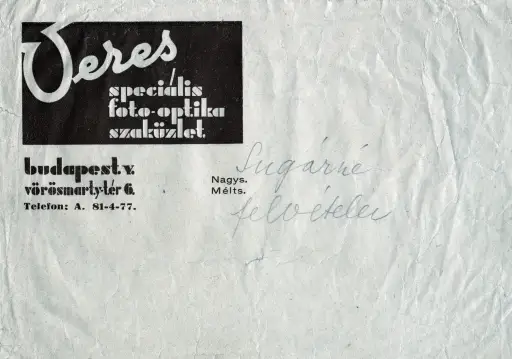 Veres
speciális
foto-optika
szaküzlet
budapest v.
vörösmarty-tér 6.
Telefon: A. 81-4-77.
Nagys.
Mélts.
Sugárné
felvételei